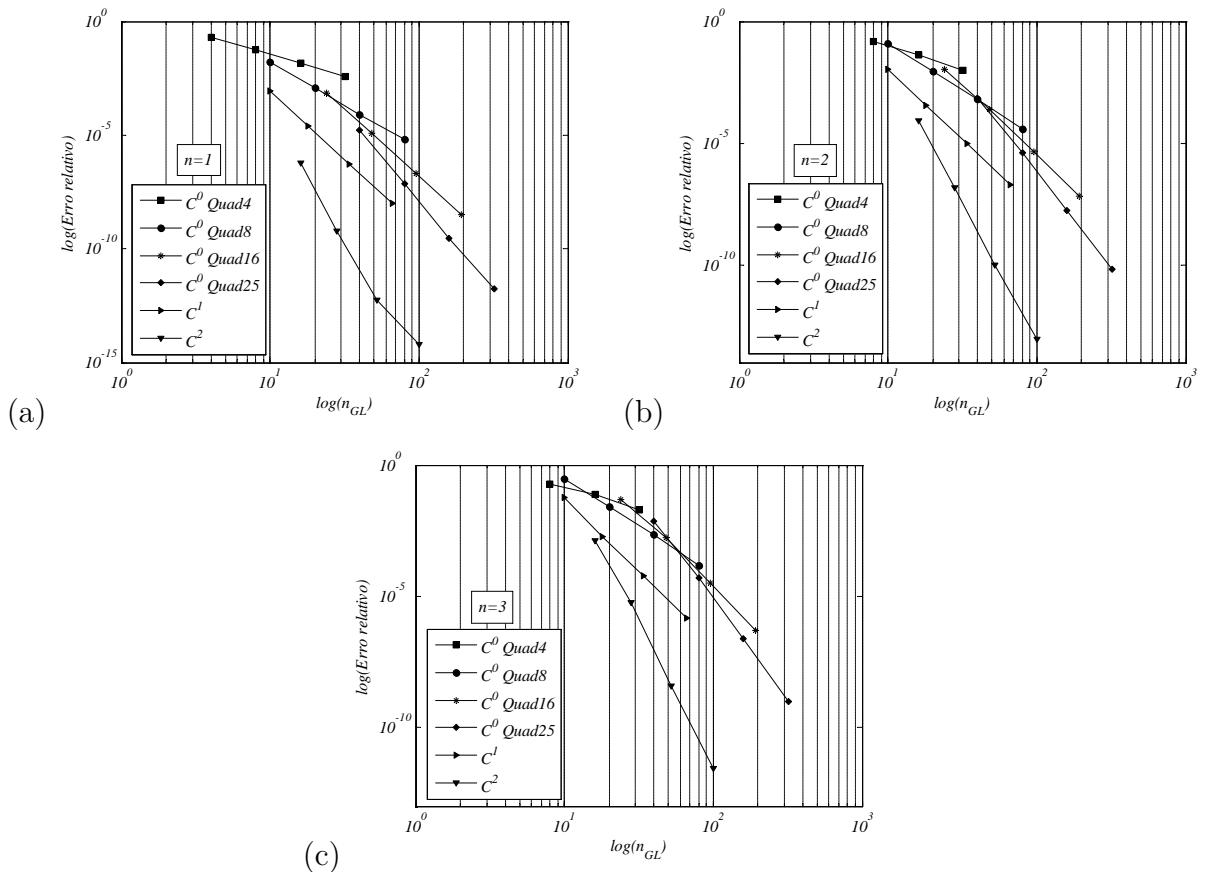 10^0
10^-5
10^-10
10^-15
log(Erro relativo)
n=1
C^0 Quad4
C^0 Quad8
C^0 Quad16
C^0 Quad25
C^1
C^2
10^0 10^1 10^2 10^3
log(n_GL)
(a)
10^0
10^-5
10^-10
log(Erro relativo)
n=2
C^0 Quad4
C^0 Quad8
C^0 Quad16
C^0 Quad25
C^1
C^2
10^0 10^1 10^2 10^3
log(n_GL)
(b)
10^0
10^-5
10^-10
log(Erro relativo)
n=3
C^0 Quad4
C^0 Quad8
C^0 Quad16
C^0 Quad25
C^1
C^2
10^0 10^1 10^2 10^3
log(n_GL)
(c)